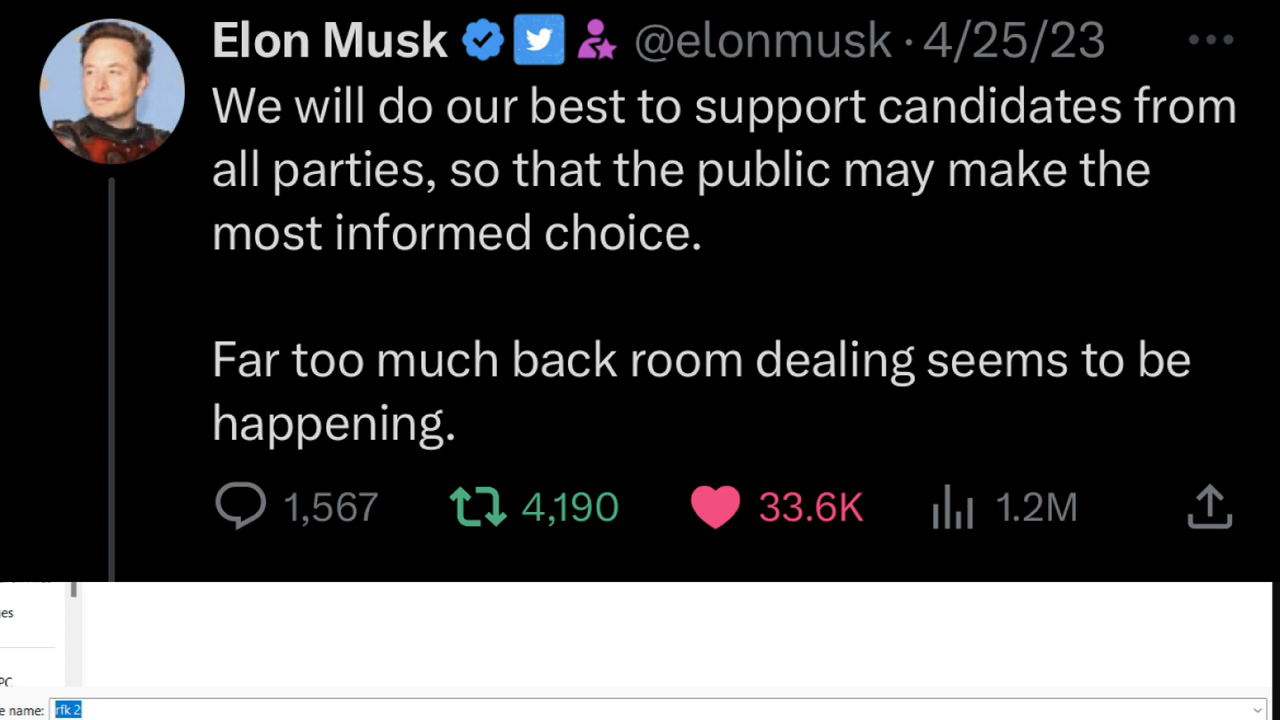 Elon Musk @elonmusk · 4/25/23
We will do our best to support candidates from
all parties, so that the public may make the
most informed choice.
Far too much back room dealing seems to be
happening.
1,567 4,190 33.6K 1.2M
es
PC
e name: rfk 2